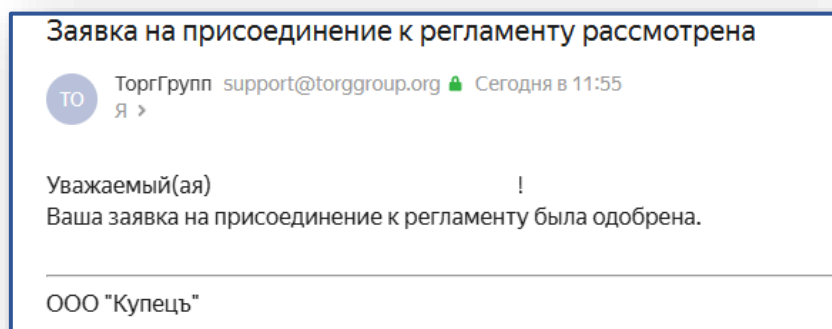 Заявка на присоединение к регламенту рассмотрена
ТоргГрупп support@torggroup.org Сегодня в 11:55
ТО
Я >
Уважаемый(ая) !
Ваша заявка на присоединение к регламенту была одобрена.
ООО "Купецъ"